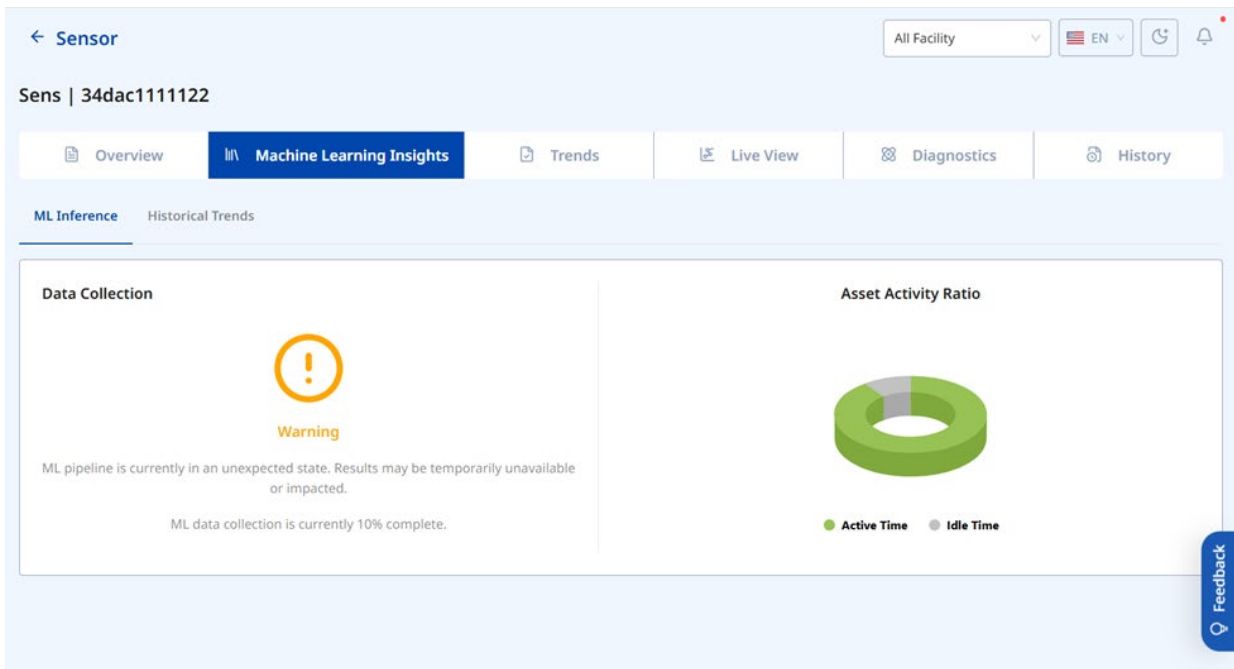 Sensor
All Facility
EN
Sens | 34dac1111122
Overview
Machine Learning Insights
Trends
Live View
Diagnostics
History
ML Inference
Historical Trends
Data Collection
Warning
ML pipeline is currently in an unexpected state. Results may be temporarily unavailable
or impacted.
ML data collection is currently 10% complete.
Asset Activity Ratio
Active Time
Idle Time
Feedback